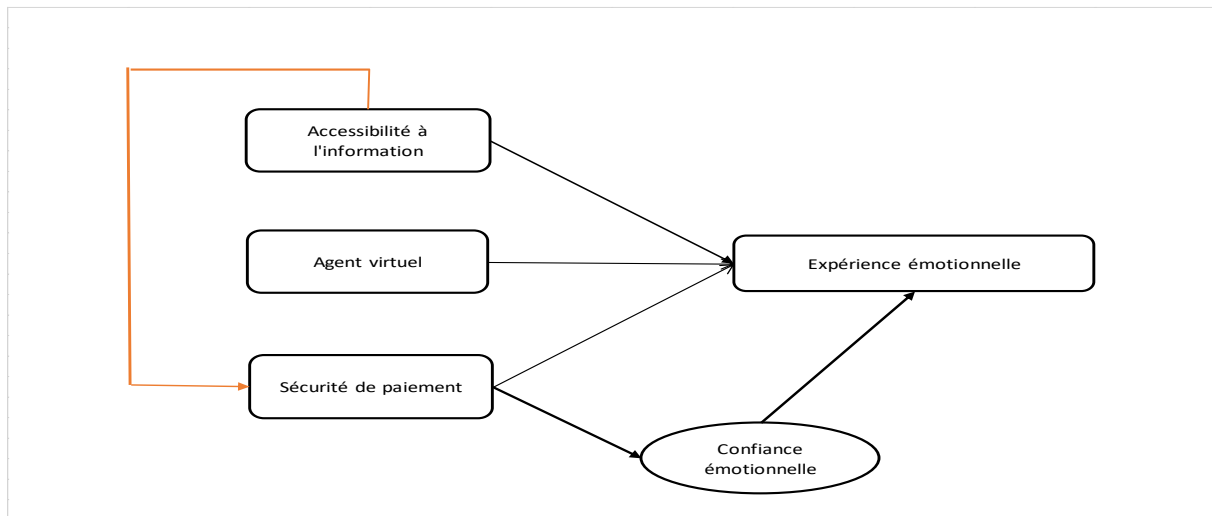 Accessibilité à
l'information
Agent virtuel
Expérience émotionnelle
Sécurité de paiement
Confiance
émotionnelle